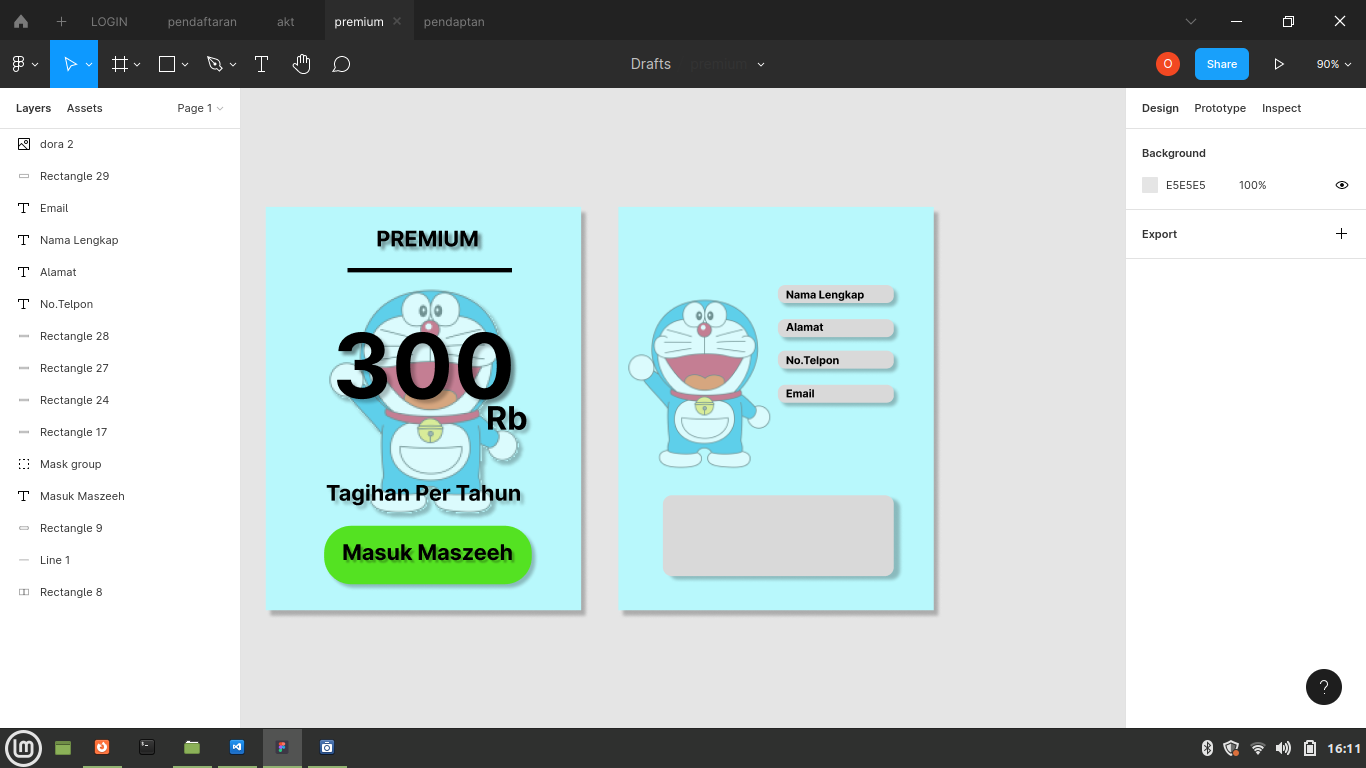 LOGIN
pendaftaran
akt
premium
pendaptan
Drafts
premium
O
Share
90%
Layers
Assets
Page 1
dora 2
Rectangle 29
Email
Nama Lengkap
Alamat
No.Telpon
Rectangle 28
Rectangle 27
Rectangle 24
Rectangle 17
Mask group
Masuk Maszeeh
Rectangle 9
Line 1
Rectangle 8
PREMIUM
300
Rb
Tagihan Per Tahun
Masuk Maszeeh
Nama Lengkap
Alamat
No.Telpon
Email
Design
Prototype
Inspect
Background
E5E5E5
100%
Export
?
16:11